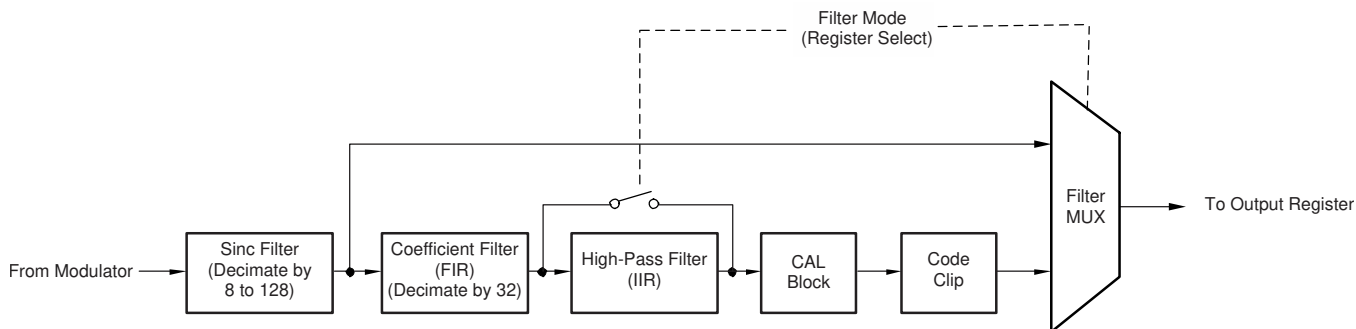 Filter Mode
(Register Select)
Filter
MUX
To Output Register
From Modulator
Sinc Filter
(Decimate by
8 to 128)
Coefficient Filter
(FIR)
(Decimate by 32)
High-Pass Filter
(IIR)
CAL
Block
Code
Clip